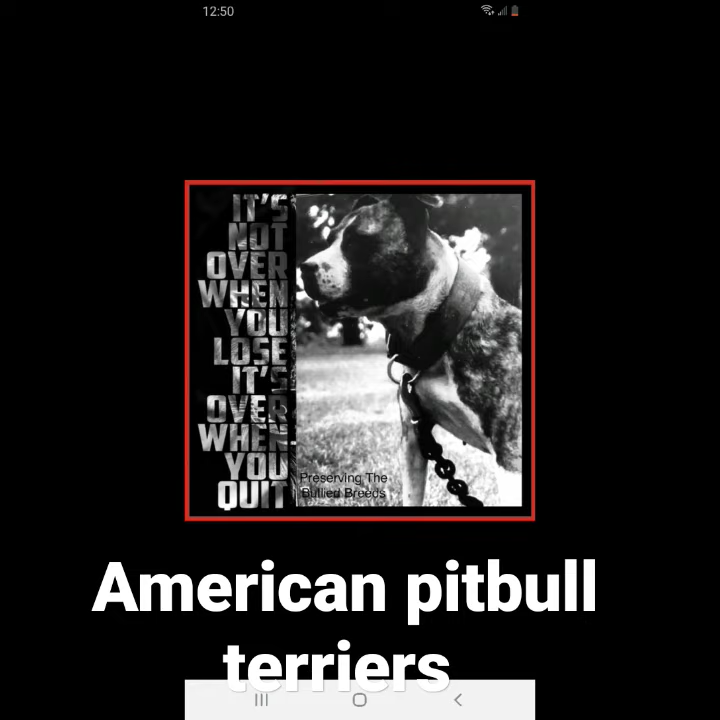 12:50
IT'S
NOT
OVER
WHEN
YOU
LOSE
IT'S
OVER
WHEN
YOU
QUIT
Preserving The
Bullied Breeds
American pitbull
terriers